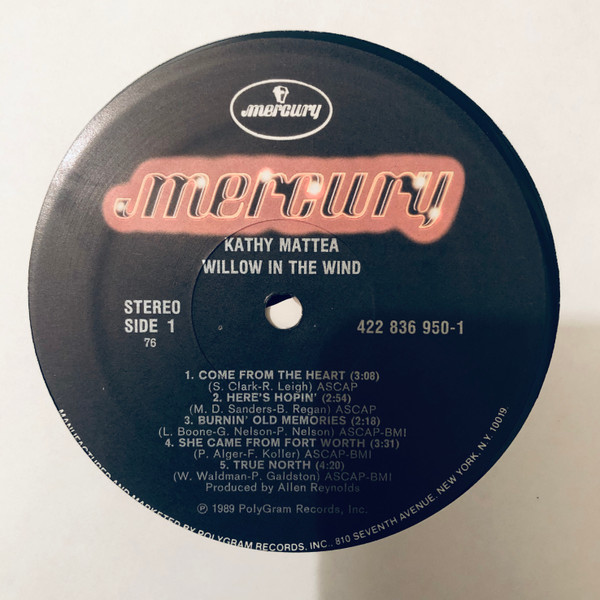 mercury
mercury
KATHY MATTEA
WILLOW IN THE WIND
STEREO
SIDE 1
76
422 836 950-1
1. COME FROM THE HEART (3:08)
(S. Clark-R. Leigh) ASCAP
2. HERE'S HOPIN' (2:54)
(M. D. Sanders-B. Regan) ASCAP
3. BURNIN' OLD MEMORIES (2:18)
(L. Boone-G. Nelson-P. Nelson) ASCAP-BMI
4. SHE CAME FROM FORT WORTH (3:31)
(P. Alger-F. Koller) ASCAP-BMI
5. TRUE NORTH (4:20)
(W. Waldman-P. Galdston) ASCAP-BMI
Produced by Allen Reynolds
℗ 1989 PolyGram Records, Inc.
MANUFACTURED AND MARKETED BY POLYGRAM RECORDS, INC., 810 SEVENTH AVENUE, NEW YORK, N.Y. 10019